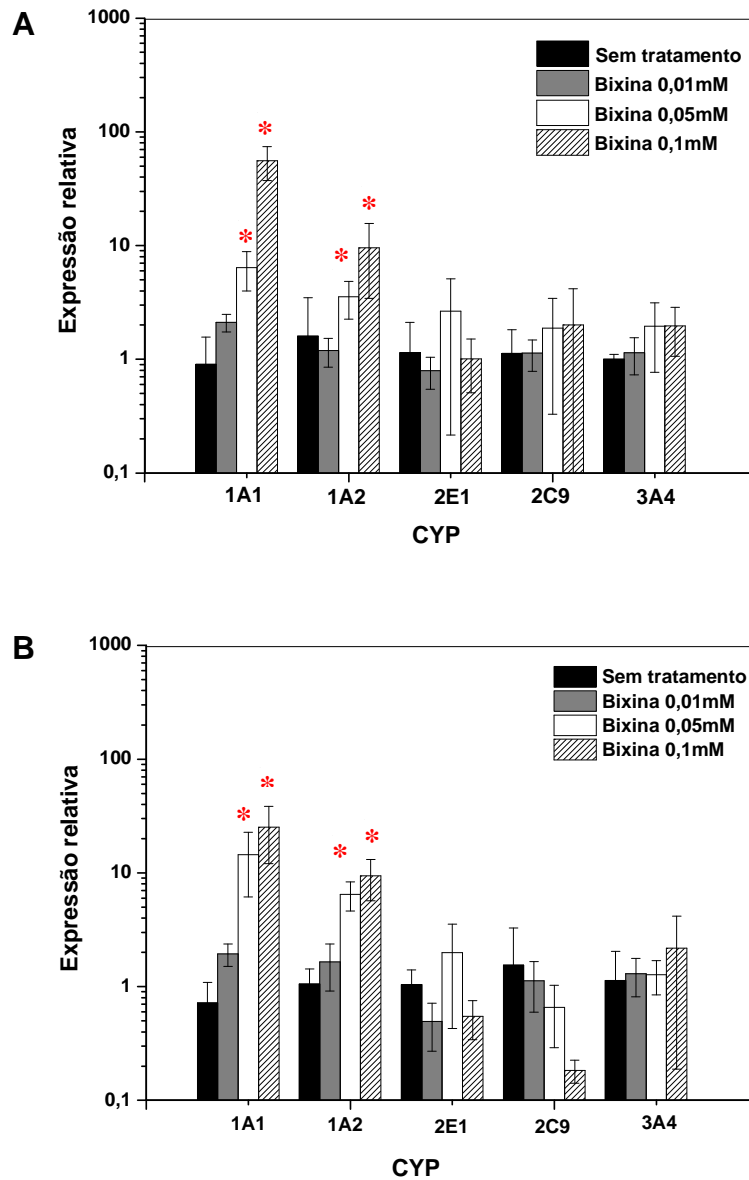 A
1000
100
10
1
0,1
Expressão relativa
Sem tratamento
Bixina 0,01mM
Bixina 0,05mM
Bixina 0,1mM
*
*
*
*
1A1
1A2
2E1
2C9
3A4
CYP
B
1000
100
10
1
0,1
Expressão relativa
Sem tratamento
Bixina 0,01mM
Bixina 0,05mM
Bixina 0,1mM
*
*
*
*
1A1
1A2
2E1
2C9
3A4
CYP